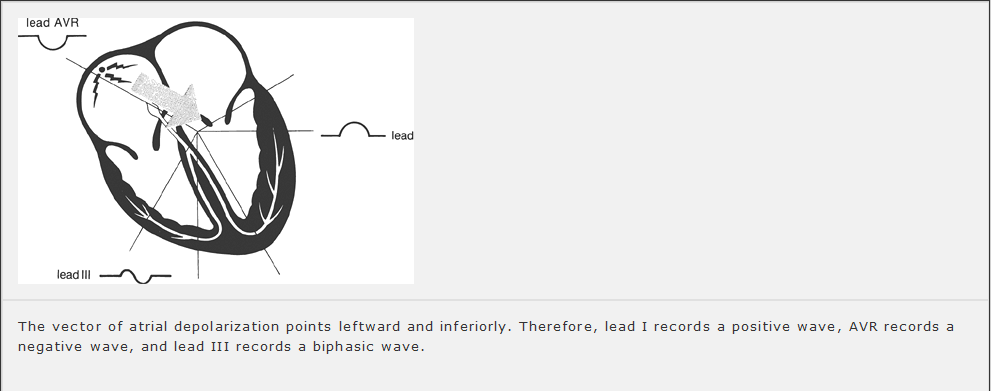 lead AVR
lead
lead III
The vector of atrial depolarization points leftward and inferiorly. Therefore, lead I records a positive wave, AVR records a
negative wave, and lead III records a biphasic wave.